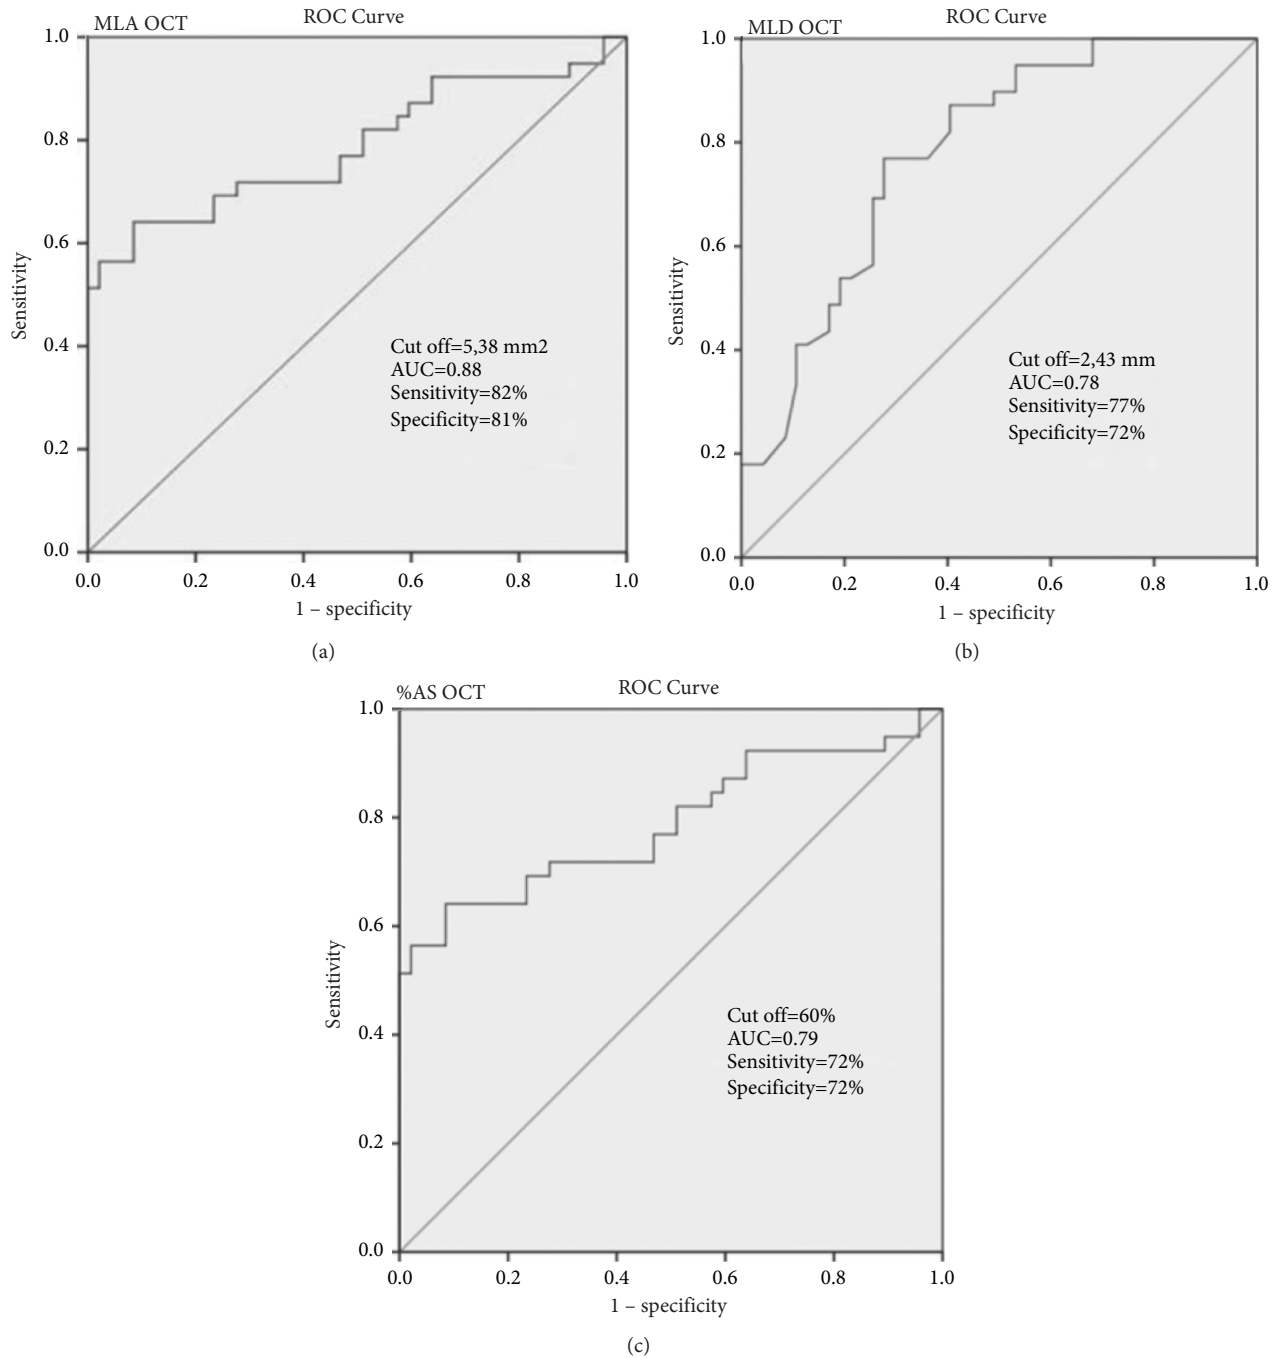 MLA OCT
ROC Curve
1.0
0.8
0.6
0.4
0.2
0.0
Sensitivity
Cut off=5,38 mm2
AUC=0.88
Sensitivity=82%
Specificity=81%
0.0 0.2 0.4 0.6 0.8 1.0
1 – specificity
(a)
MLD OCT
ROC Curve
1.0
0.8
0.6
0.4
0.2
0.0
Sensitivity
Cut off=2,43 mm
AUC=0.78
Sensitivity=77%
Specificity=72%
0.0 0.2 0.4 0.6 0.8 1.0
1 – specificity
(b)
%AS OCT
ROC Curve
1.0
0.8
0.6
0.4
0.2
0.0
Sensitivity
Cut off=60%
AUC=0.79
Sensitivity=72%
Specificity=72%
0.0 0.2 0.4 0.6 0.8 1.0
1 – specificity
(c)